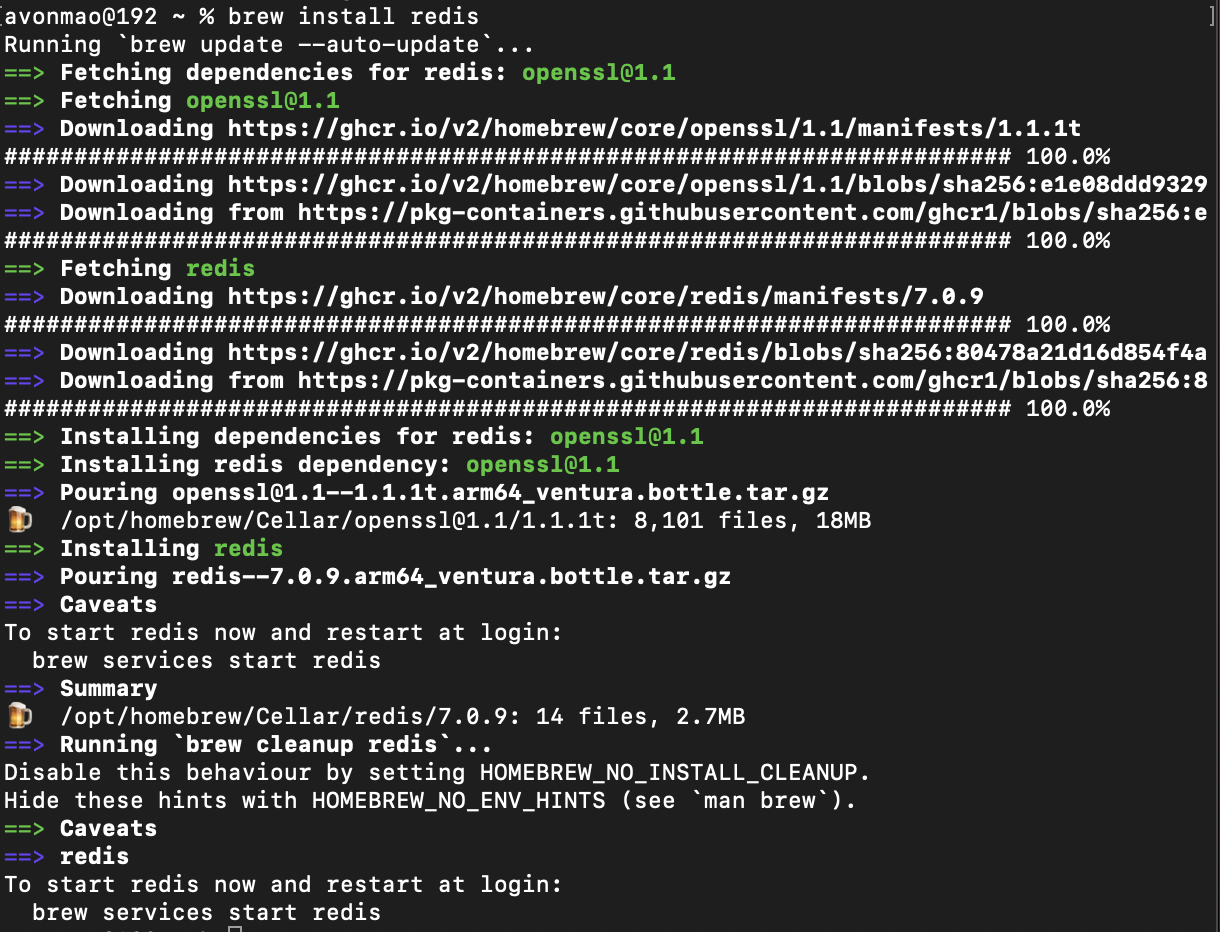 [avonmao@192 ~ % brew install redis ]
Running `brew update --auto-update`...
==> Fetching dependencies for redis: openssl@1.1
==> Fetching openssl@1.1
==> Downloading https://ghcr.io/v2/homebrew/core/openssl/1.1/manifests/1.1.1t
######################################################################## 100.0%
==> Downloading https://ghcr.io/v2/homebrew/core/openssl/1.1/blobs/sha256:e1e08ddd9329
==> Downloading from https://pkg-containers.githubusercontent.com/ghcr1/blobs/sha256:e
######################################################################## 100.0%
==> Fetching redis
==> Downloading https://ghcr.io/v2/homebrew/core/redis/manifests/7.0.9
######################################################################## 100.0%
==> Downloading https://ghcr.io/v2/homebrew/core/redis/blobs/sha256:80478a21d16d854f4a
==> Downloading from https://pkg-containers.githubusercontent.com/ghcr1/blobs/sha256:8
######################################################################## 100.0%
==> Installing dependencies for redis: openssl@1.1
==> Installing redis dependency: openssl@1.1
==> Pouring openssl@1.1--1.1.1t.arm64_ventura.bottle.tar.gz
🍺  /opt/homebrew/Cellar/openssl@1.1/1.1.1t: 8,101 files, 18MB
==> Installing redis
==> Pouring redis--7.0.9.arm64_ventura.bottle.tar.gz
==> Caveats
To start redis now and restart at login:
  brew services start redis
==> Summary
🍺  /opt/homebrew/Cellar/redis/7.0.9: 14 files, 2.7MB
==> Running `brew cleanup redis`...
Disable this behaviour by setting HOMEBREW_NO_INSTALL_CLEANUP.
Hide these hints with HOMEBREW_NO_ENV_HINTS (see `man brew`).
==> Caveats
==> redis
To start redis now and restart at login:
  brew services start redis